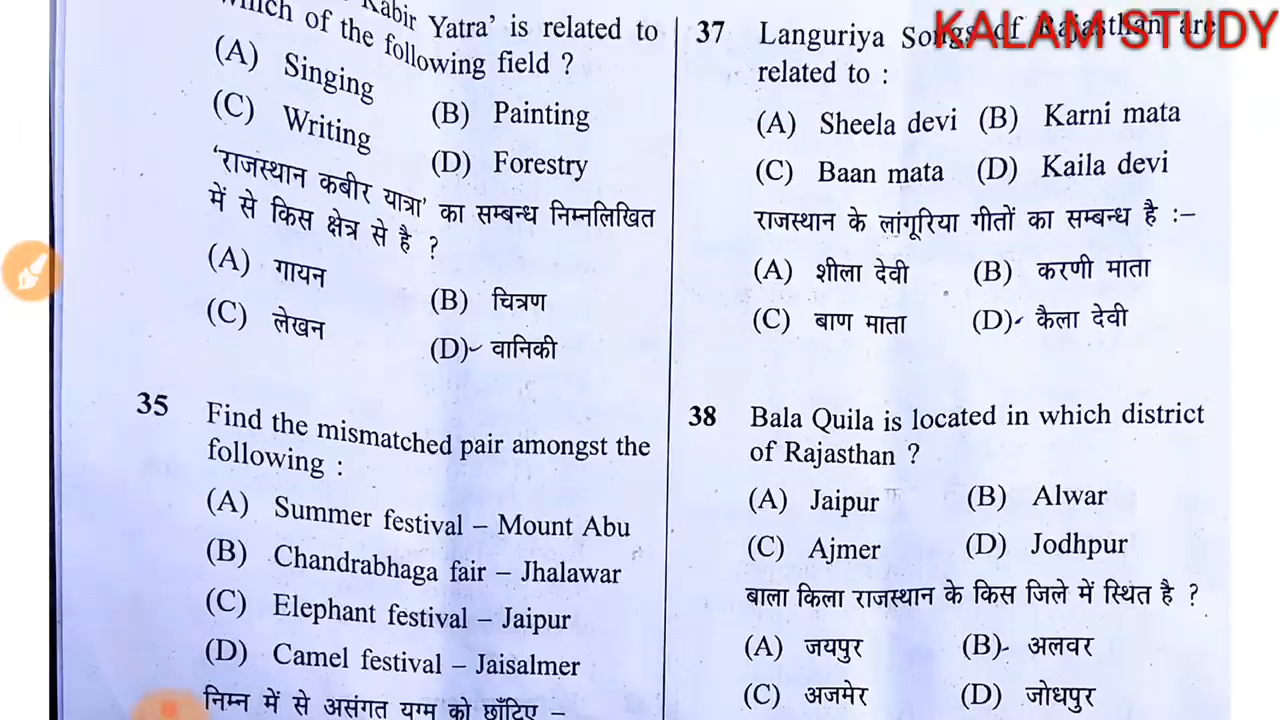 Kabir Yatra’ is related to
which of the following field ?
(A) Singing
(B) Painting
(C) Writing
(D) Forestry
‘राजस्थान कबीर यात्रा’ का सम्बन्ध निम्नलिखित
में से किस क्षेत्र से है ?
(A) गायन
(B) चित्रण
(C) लेखन
(D) वानिकी
35 Find the mismatched pair amongst the
following :
(A) Summer festival – Mount Abu
(B) Chandrabhaga fair – Jhalawar
(C) Elephant festival – Jaipur
(D) Camel festival – Jaisalmer
निम्न में से असंगत युग्म को छाँटिए –
KALAM STUDY
37 Languriya Songs of Rajasthan are
related to :
(A) Sheela devi (B) Karni mata
(C) Baan mata (D) Kaila devi
राजस्थान के लांगूरिया गीतों का सम्बन्ध है :–
(A) शीला देवी (B) करणी माता
(C) बाण माता (D) कैला देवी
38 Bala Quila is located in which district
of Rajasthan ?
(A) Jaipur (B) Alwar
(C) Ajmer (D) Jodhpur
बाला किला राजस्थान के किस जिले में स्थित है ?
(A) जयपुर (B) अलवर
(C) अजमेर (D) जोधपुर